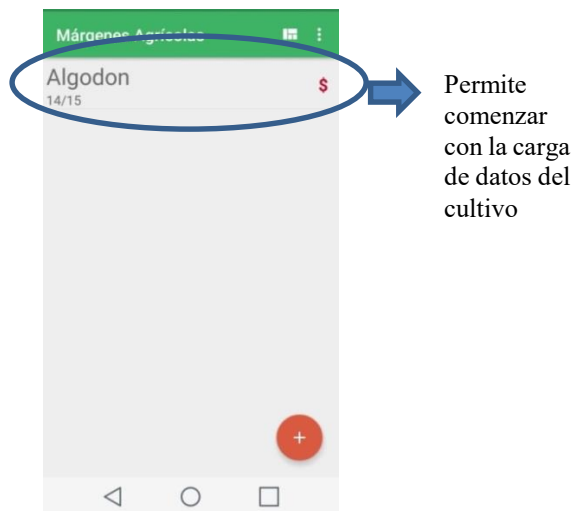 Márgenes Agrícolas
Algodon
$
14/15
Permite
comenzar
con la carga
de datos del
cultivo
+